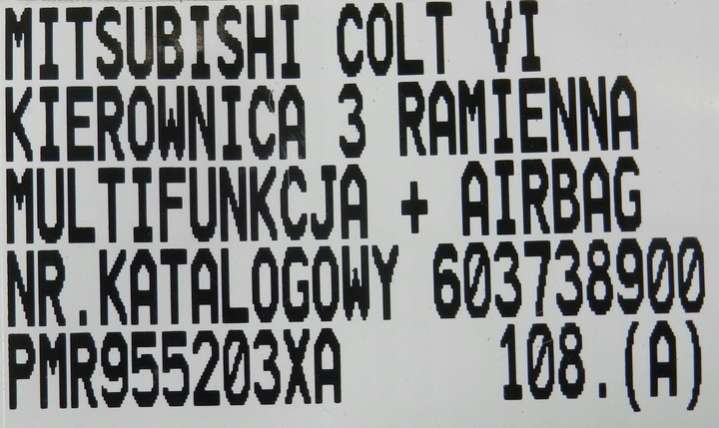 MITSUBISHI COLT VI
KIEROWNICA 3 RAMIENNA
MULTIFUNKCJA + AIRBAG
NR.KATALOGOWY 603738900
PMR955203XA 108.(A)